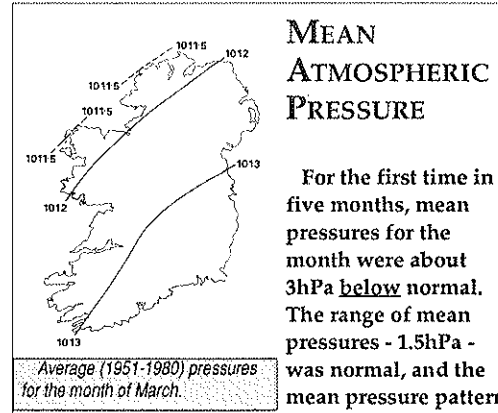 1011·5
1012
1011·5
1011·5
1011·5
1013
1012
1013
Average (1951-1980) pressures
for the month of March.
MEAN
ATMOSPHERIC
PRESSURE
For the first time in
five months, mean
pressures for the
month were about
3hPa below normal.
The range of mean
pressures - 1.5hPa -
was normal, and the
mean pressure patter